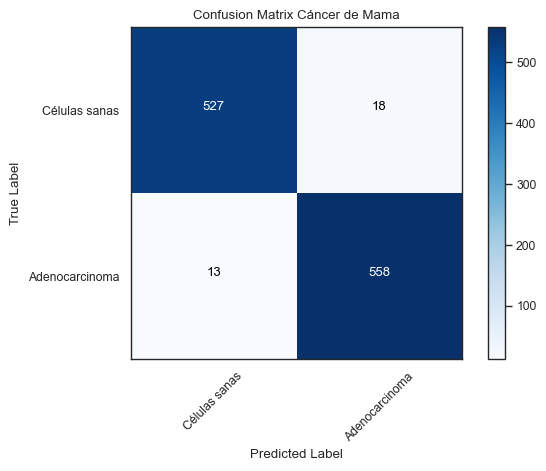 Confusion Matrix Cáncer de Mama
True Label
Células sanas
527
18
Adenocarcinoma
13
558
Células sanas
Adenocarcinoma
Predicted Label
500
400
300
200
100